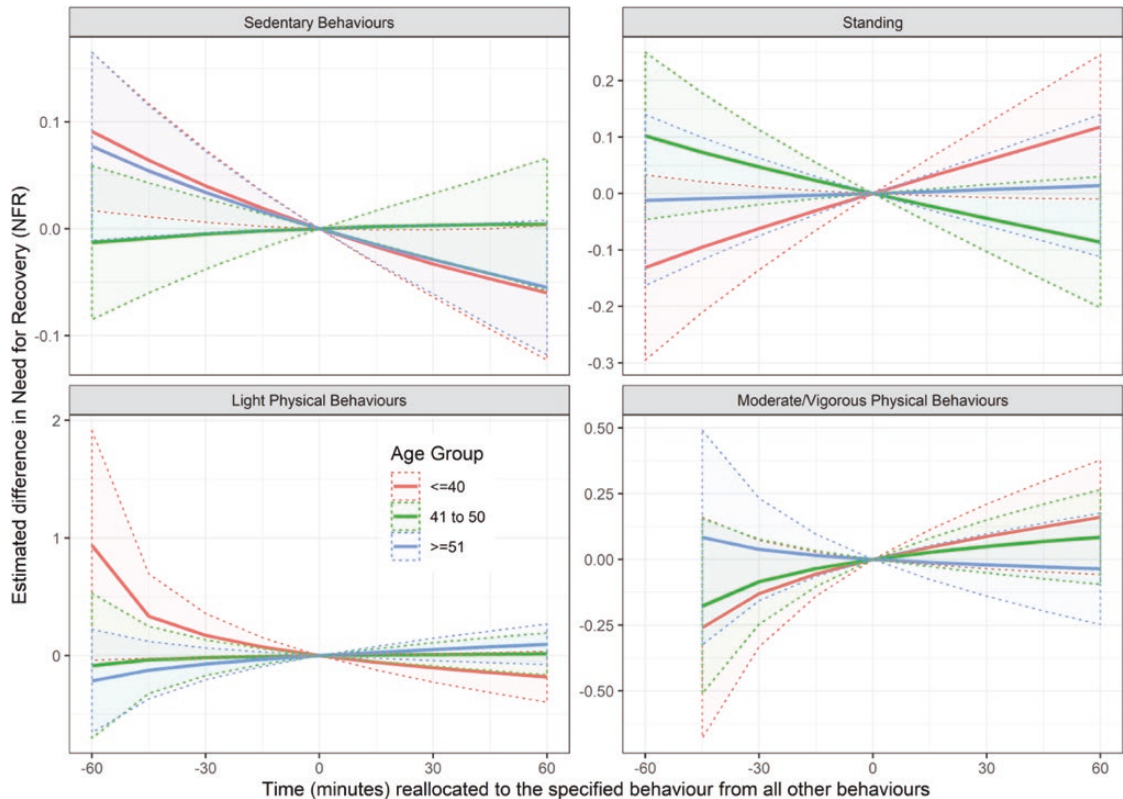 Sedentary Behaviours
Standing
0.1
0.0
-0.1
0.2
0.1
0.0
-0.1
-0.2
-0.3
Estimated difference in Need for Recovery (NFR)
Light Physical Behaviours
Moderate/Vigorous Physical Behaviours
2
1
0
Age Group
<=40
41 to 50
>=51
0.50
0.25
0.00
-0.25
-0.50
-60 -30 0 30 60
-60 -30 0 30 60
Time (minutes) reallocated to the specified behaviour from all other behaviours